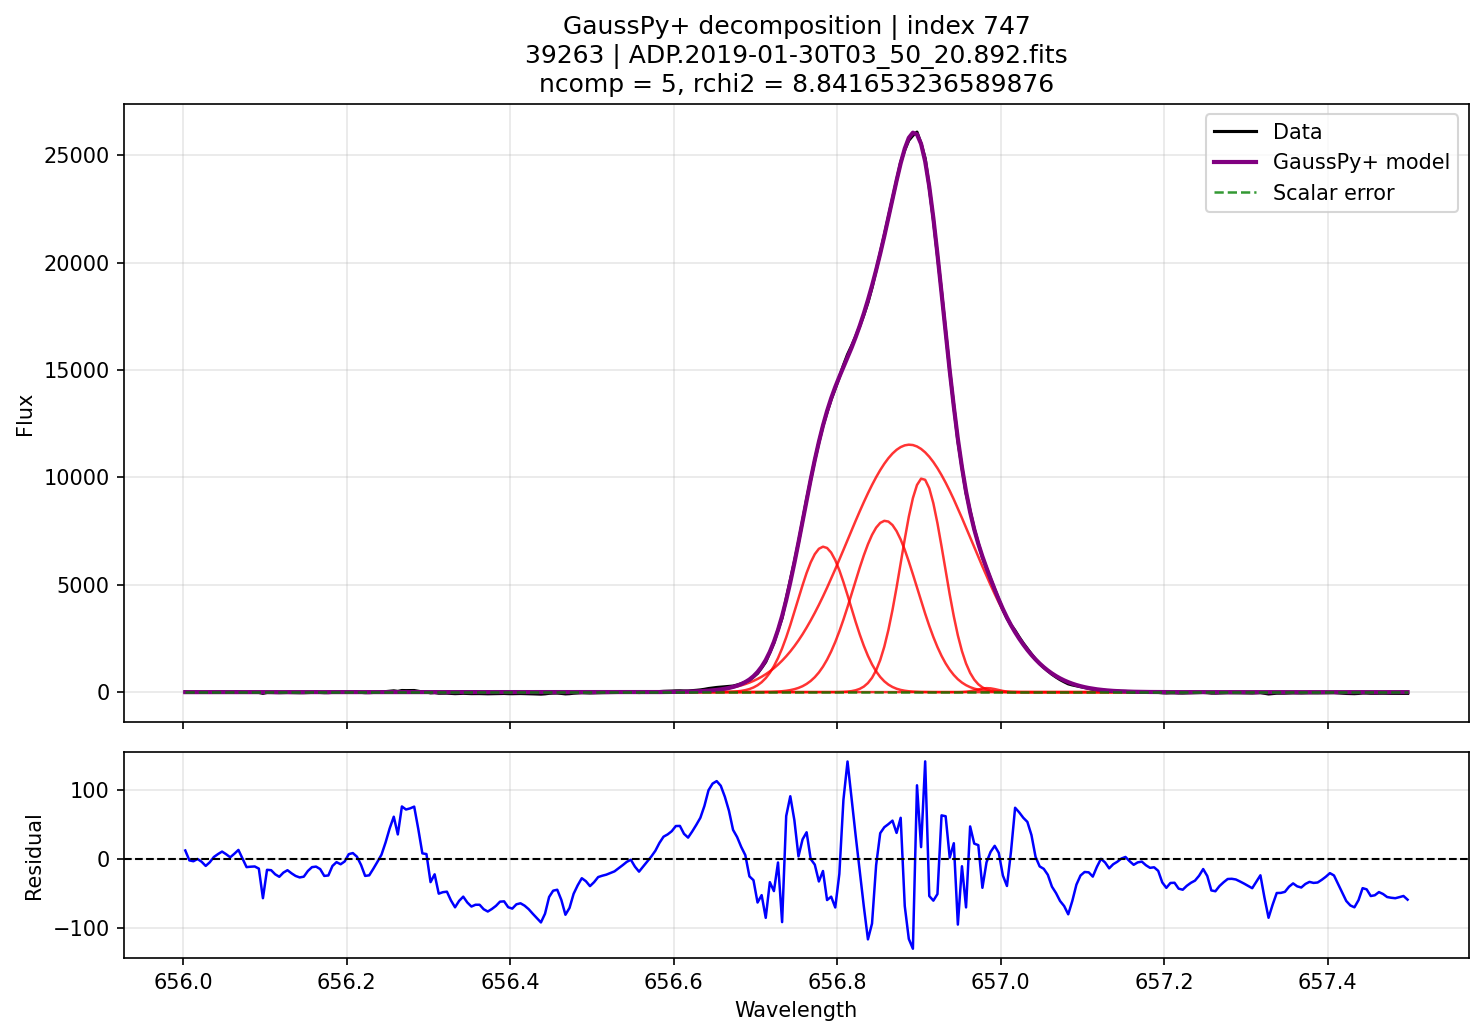 GaussPy+ decomposition | index 747
39263 | ADP.2019-01-30T03_50_20.892.fits
ncomp = 5, rchi2 = 8.841653236589876
Data
GaussPy+ model
Scalar error
25000
20000
15000
10000
5000
0
Flux
100
0
−100
Residual
656.0 656.2 656.4 656.6 656.8 657.0 657.2 657.4
Wavelength